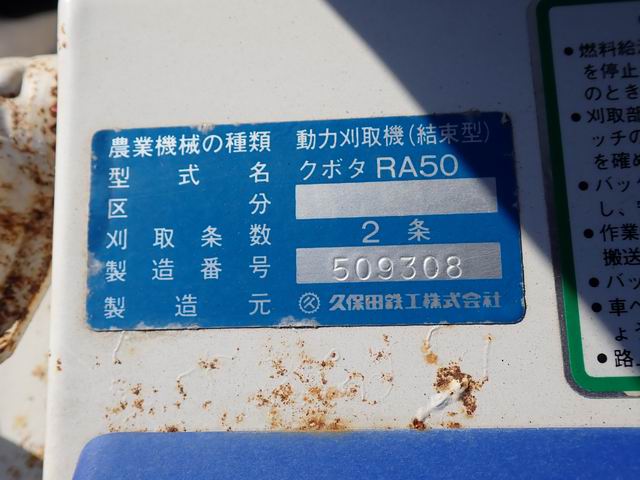 農業機械の種類 動力刈取機(結束型)
型式名 クボタ RA50
区分
刈取条数 2条
製造番号 509308
製造元 久保田鉄工株式会社
●燃料給
を停止
のとき
●刈取部
ッチの
を確め
●バッ
し、
●作業
搬送
●バッ
●車へ
ょ
●路